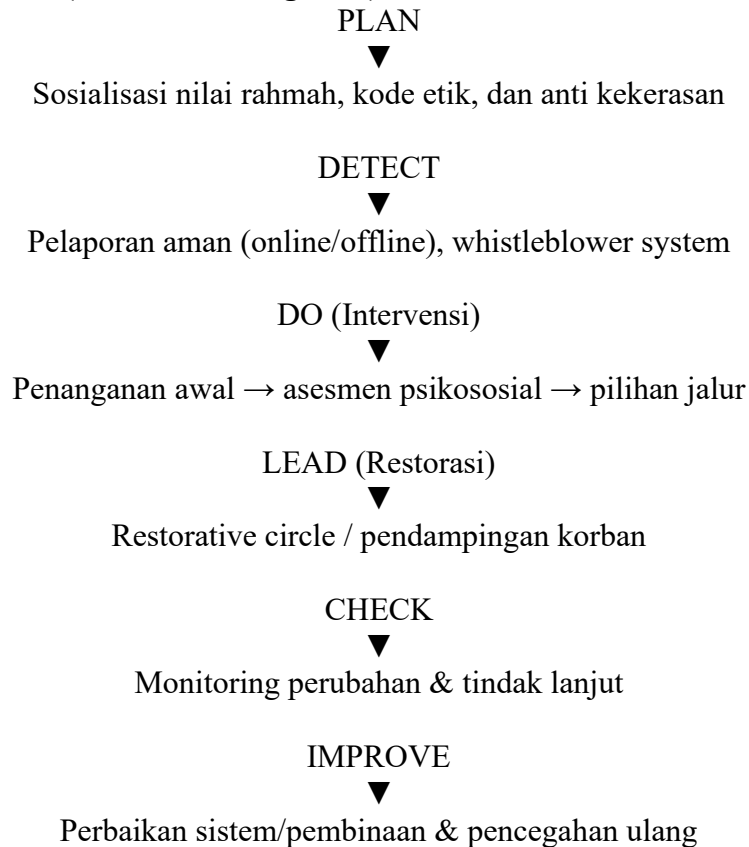 PLAN
▼
Sosialisasi nilai rahmah, kode etik, dan anti kekerasan
DETECT
▼
Pelaporan aman (online/offline), whistleblower system
DO (Intervensi)
▼
Penanganan awal → asesmen psikososial → pilihan jalur
LEAD (Restorasi)
▼
Restorative circle / pendampingan korban
CHECK
▼
Monitoring perubahan & tindak lanjut
IMPROVE
▼
Perbaikan sistem/pembinaan & pencegahan ulang